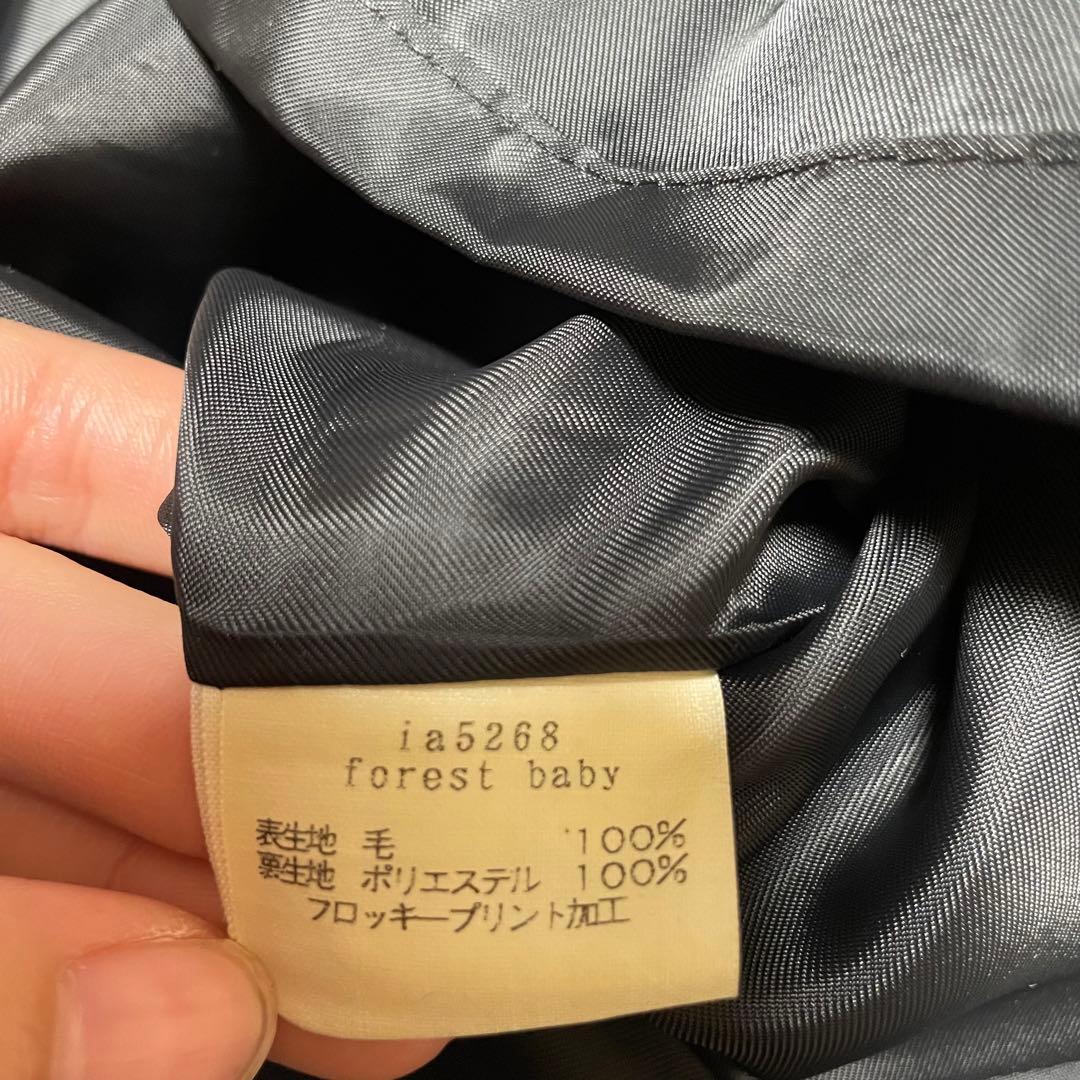 ia5268
forest baby
表生地 毛 100%
裏生地 ポリエステル 100%
フロッキープリント加工